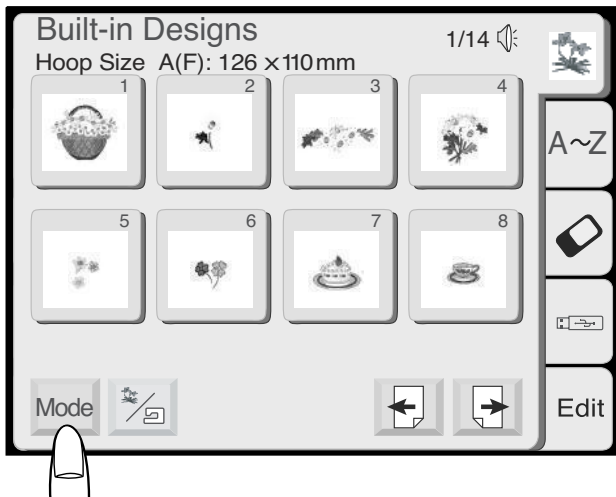 Built-in Designs
1/14
Hoop Size A(F): 126 ×110 mm
1 2 3 4
A~Z
5 6 7 8
Mode
Edit